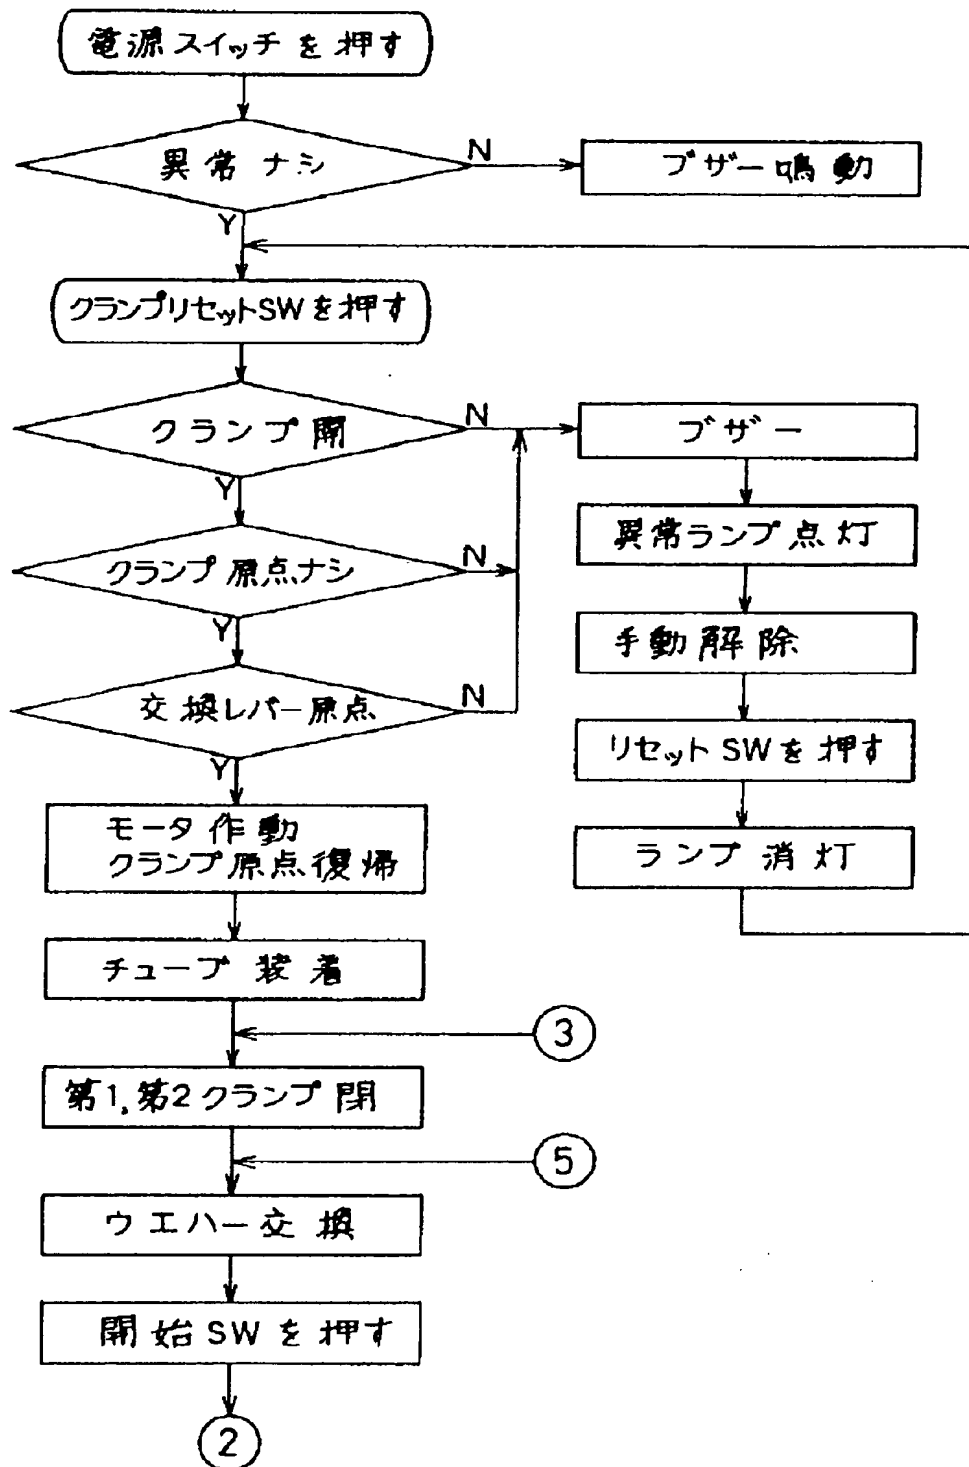 電源スイッチを押す
異常ナシ
N
ブザー鳴動
Y
クランプリセットSWを押す
クランプ開
N
ブザー
Y
異常ランプ点灯
クランプ原点ナシ
N
手動解除
Y
交換レバー原点
N
リセットSWを押す
Y
モータ作動
クランプ原点復帰
ランプ消灯
チューブ装着
3
第1,第2クランプ閉
5
ウエハー交換
開始SWを押す
2